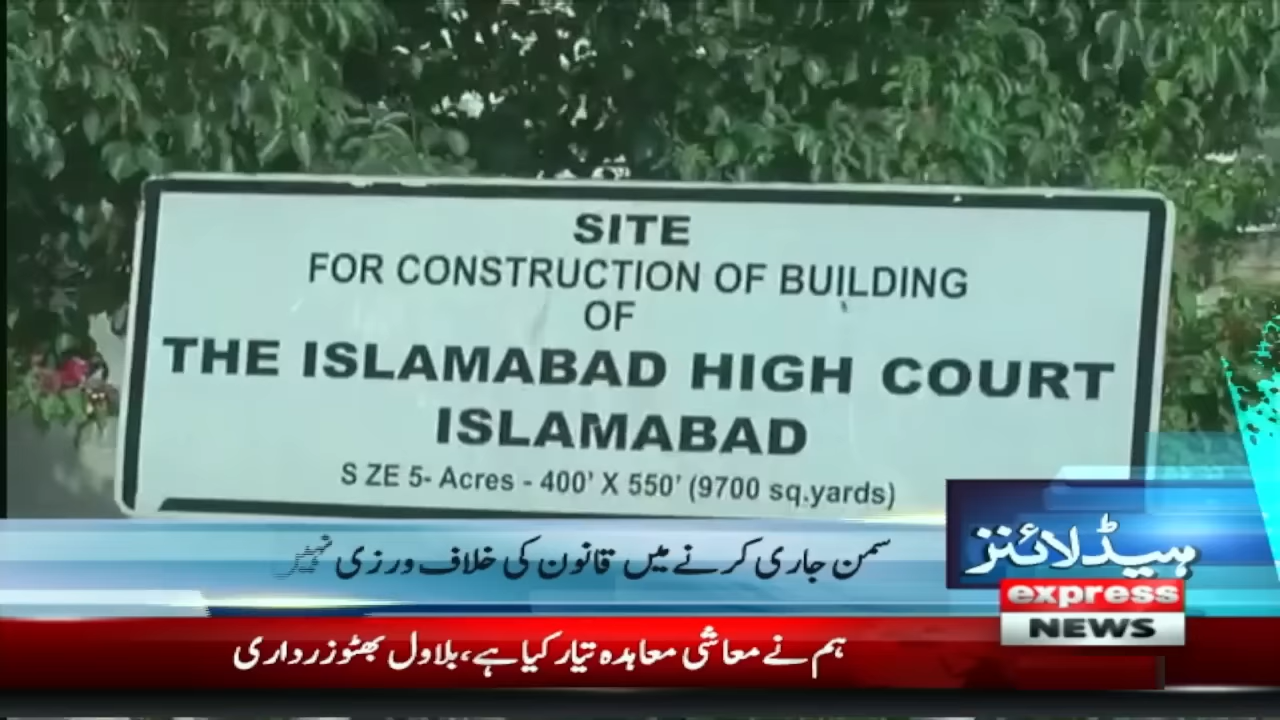 SITE
FOR CONSTRUCTION OF BUILDING
OF
THE ISLAMABAD HIGH COURT
ISLAMABAD
S ZE 5- Acres - 400' X 550' (9700 sq.yards)
سمن جاری کرنے میں قانون کی خلاف ورزی نہیں
ہیڈلائنز
express
NEWS
ہم نے معاشی معاہدہ تیار کیا ہے، بلاول بھٹو زرداری